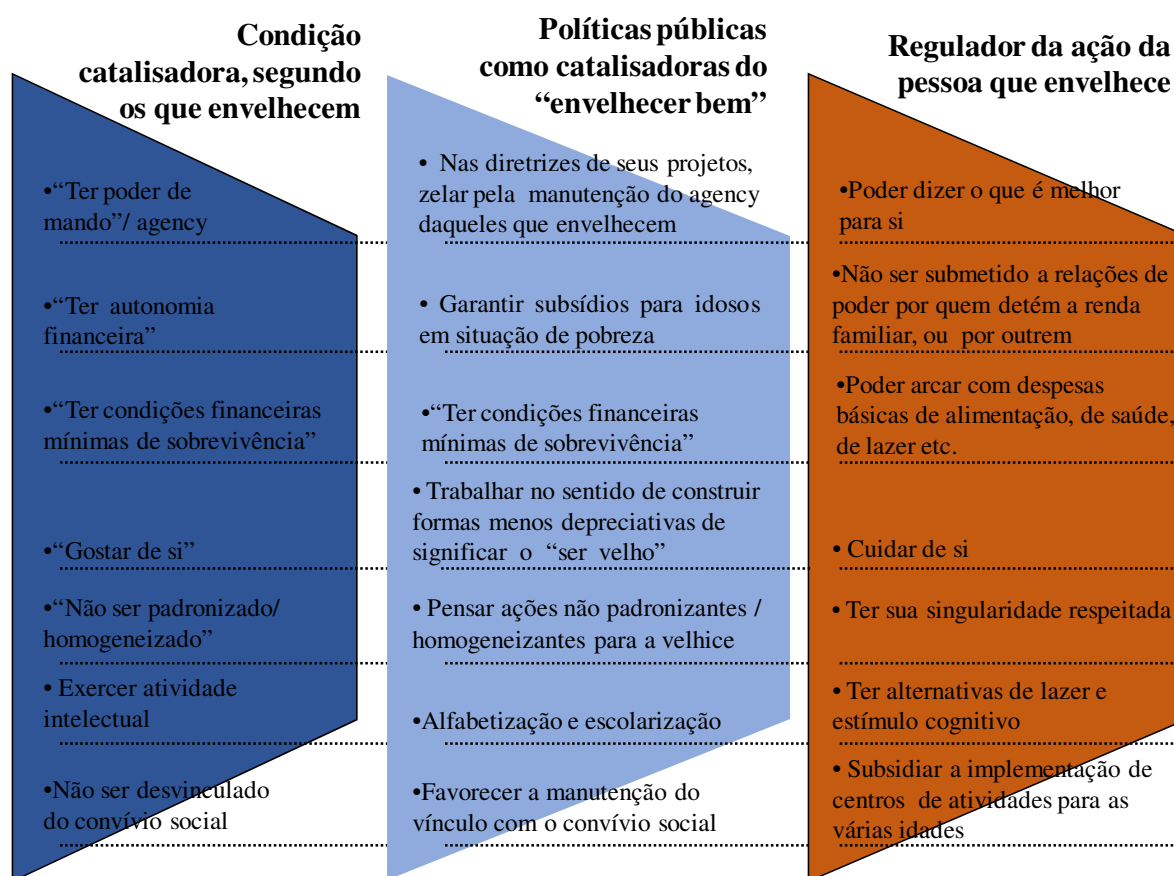 Condição
catalisadora, segundo
os que envelhecem
•“Ter poder de
mando”/ agency
•“Ter autonomia
financeira”
•“Ter condições financeiras
mínimas de sobrevivência”
•“Gostar de si”
•“Não ser padronizado/
homogeneizado”
• Exercer atividade
intelectual
•Não ser desvinculado
do convívio social
Políticas públicas
como catalisadoras do
“envelhecer bem”
• Nas diretrizes de seus projetos,
zelar pela manutenção do agency
daqueles que envelhecem
• Garantir subsídios para idosos
em situação de pobreza
•“Ter condições financeiras
mínimas de sobrevivência”
• Trabalhar no sentido de construir
formas menos depreciativas de
significar o “ser velho”
• Pensar ações não padronizantes /
homogeneizantes para a velhice
•Alfabetização e escolarização
•Favorecer a manutenção do
vínculo com o convívio social
Regulador da ação da
pessoa que envelhece
•Poder dizer o que é melhor
para si
•Não ser submetido a relações de
poder por quem detém a renda
familiar, ou por outrem
•Poder arcar com despesas
básicas de alimentação, de saúde,
de lazer etc.
• Cuidar de si
• Ter sua singularidade respeitada
• Ter alternativas de lazer e
estímulo cognitivo
• Subsidiar a implementação de
centros de atividades para as
várias idades